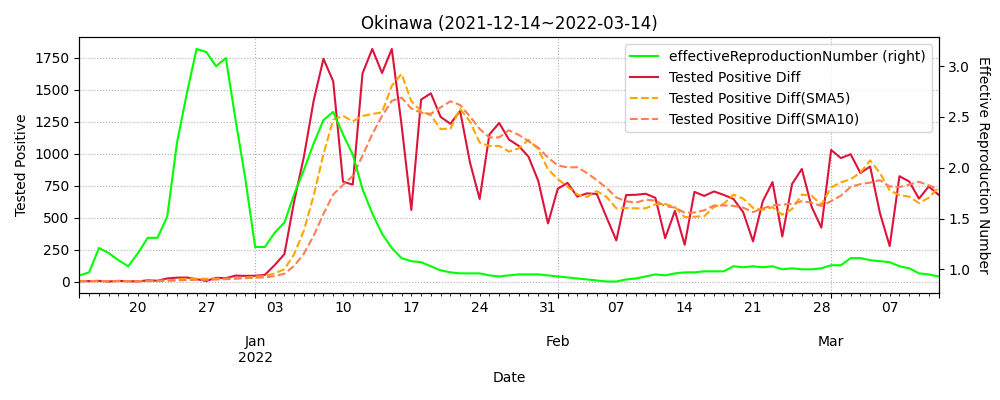 Okinawa (2021-12-14~2022-03-14)
effectiveReproductionNumber (right)
Tested Positive Diff
Tested Positive Diff(SMA5)
Tested Positive Diff(SMA10)
Tested Positive
1750
1500
1250
1000
750
500
250
0
Effective Reproduction Number
3.0
2.5
2.0
1.5
1.0
20 27 03 10 17 24 31 07 14 21 28 07
Jan Feb Mar
2022
Date